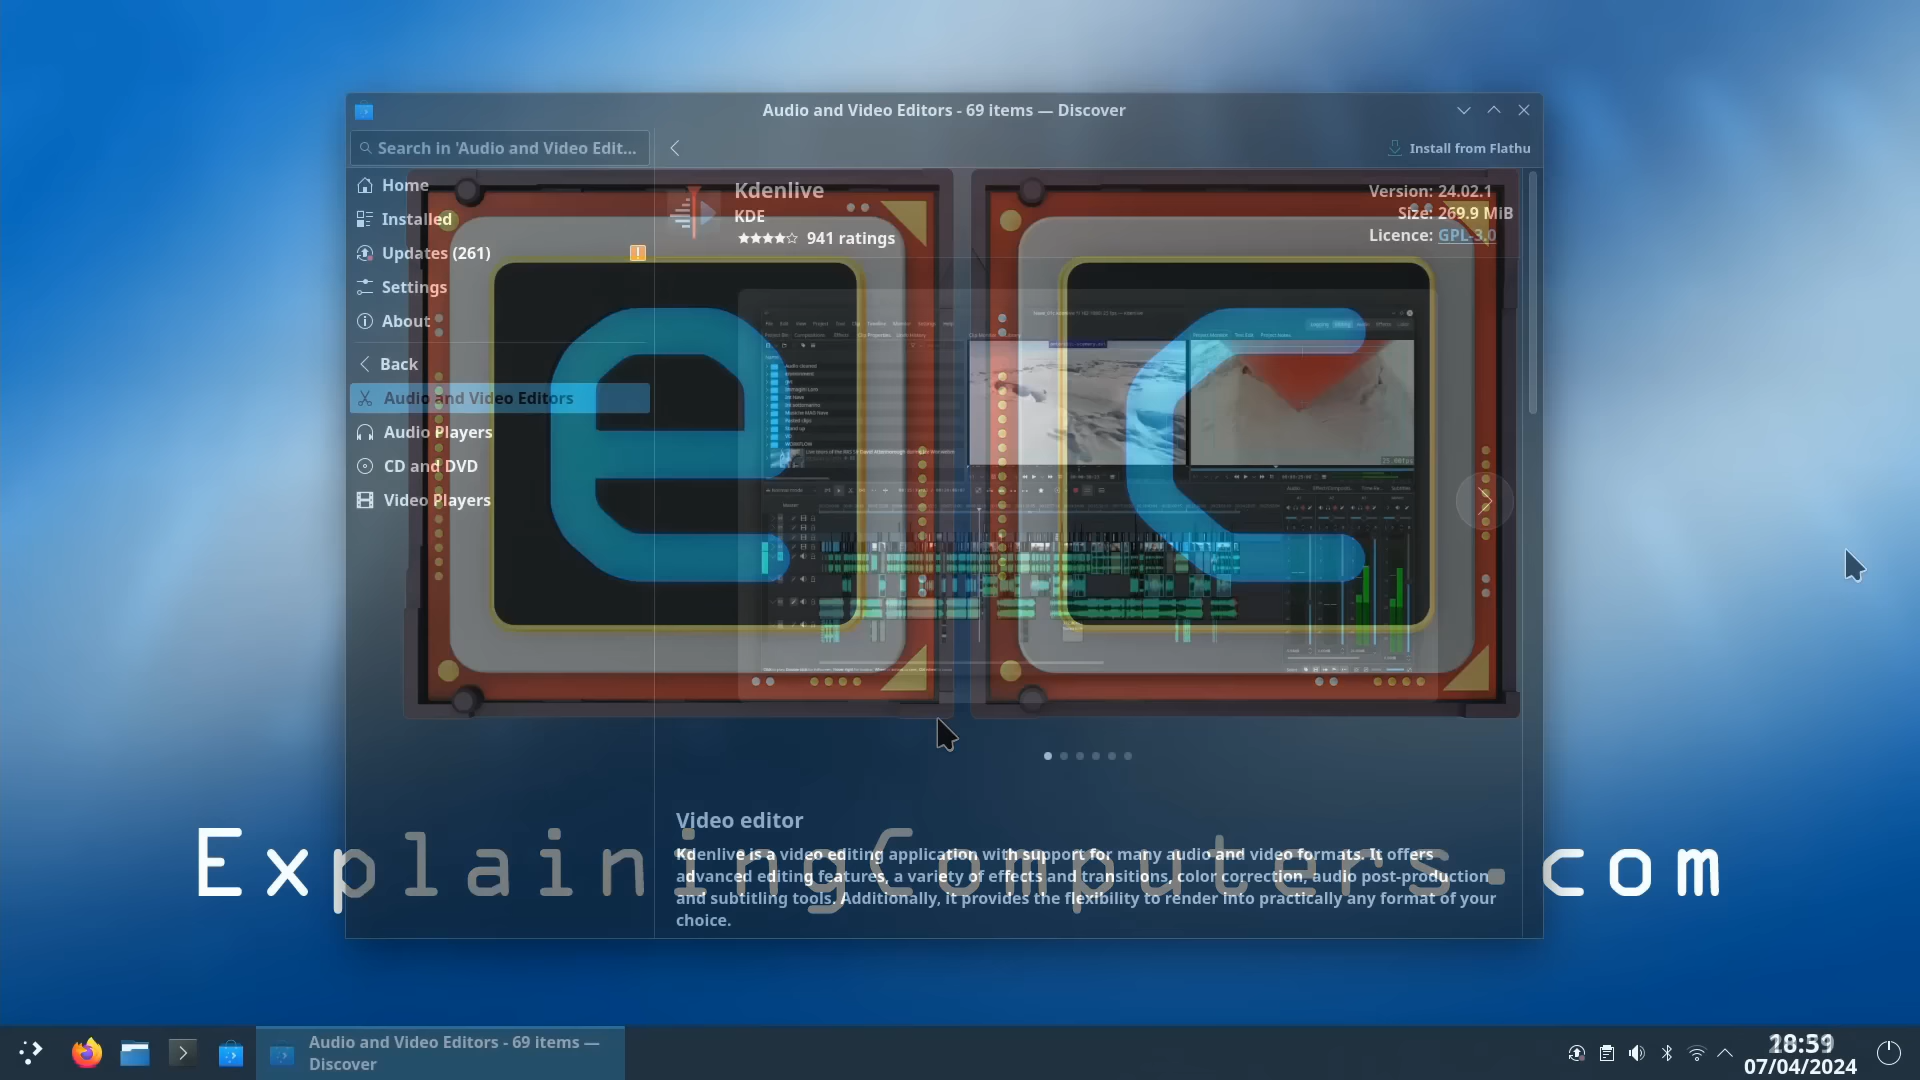 Audio and Video Editors - 69 items — Discover
Search in 'Audio and Video Edit...
Install from Flathu
Home
Installed
Updates (261)
Settings
About
Back
Audio and Video Editors
Audio Players
CD and DVD
Video Players
Kdenlive
KDE
941 ratings
Version: 24.02.1
Size: 269.9 MiB
Licence: GPL-3.0
ec
Video editor
Kdenlive is a video editing application with support for many audio and video formats. It offers
advanced editing features, a variety of effects and transitions, color correction, audio post-production
and subtitling tools. Additionally, it provides the flexibility to render into practically any format of your
choice.
ExplainingComputers.com
Audio and Video Editors - 69 items —
Discover
18:59
07/04/2024